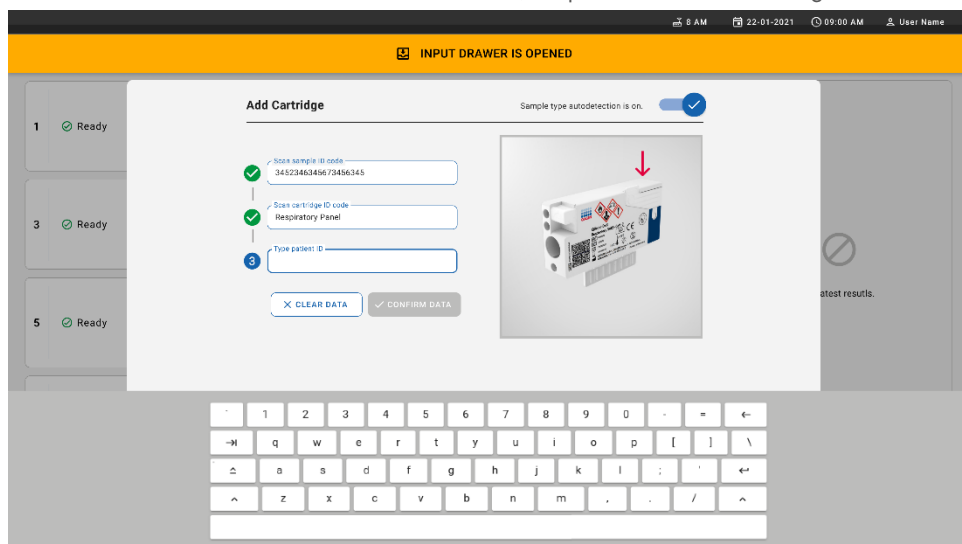 8 AM 22-01-2021 09:00 AM User Name
INPUT DRAWER IS OPENED
Add Cartridge
Sample type autodetection is on.
1 Ready
Scan sample ID code
34523463456734563​45
Scan cartridge ID code
Respiratory Panel
3 Ready
Type patient ID
3
CLEAR DATA CONFIRM DATA
atest resutls.
5 Ready
` 1 2 3 4 5 6 7 8 9 0 - =
q w e r t y u i o p [ ] \
a s d f g h j k l ; '
z x c v b n m , . /